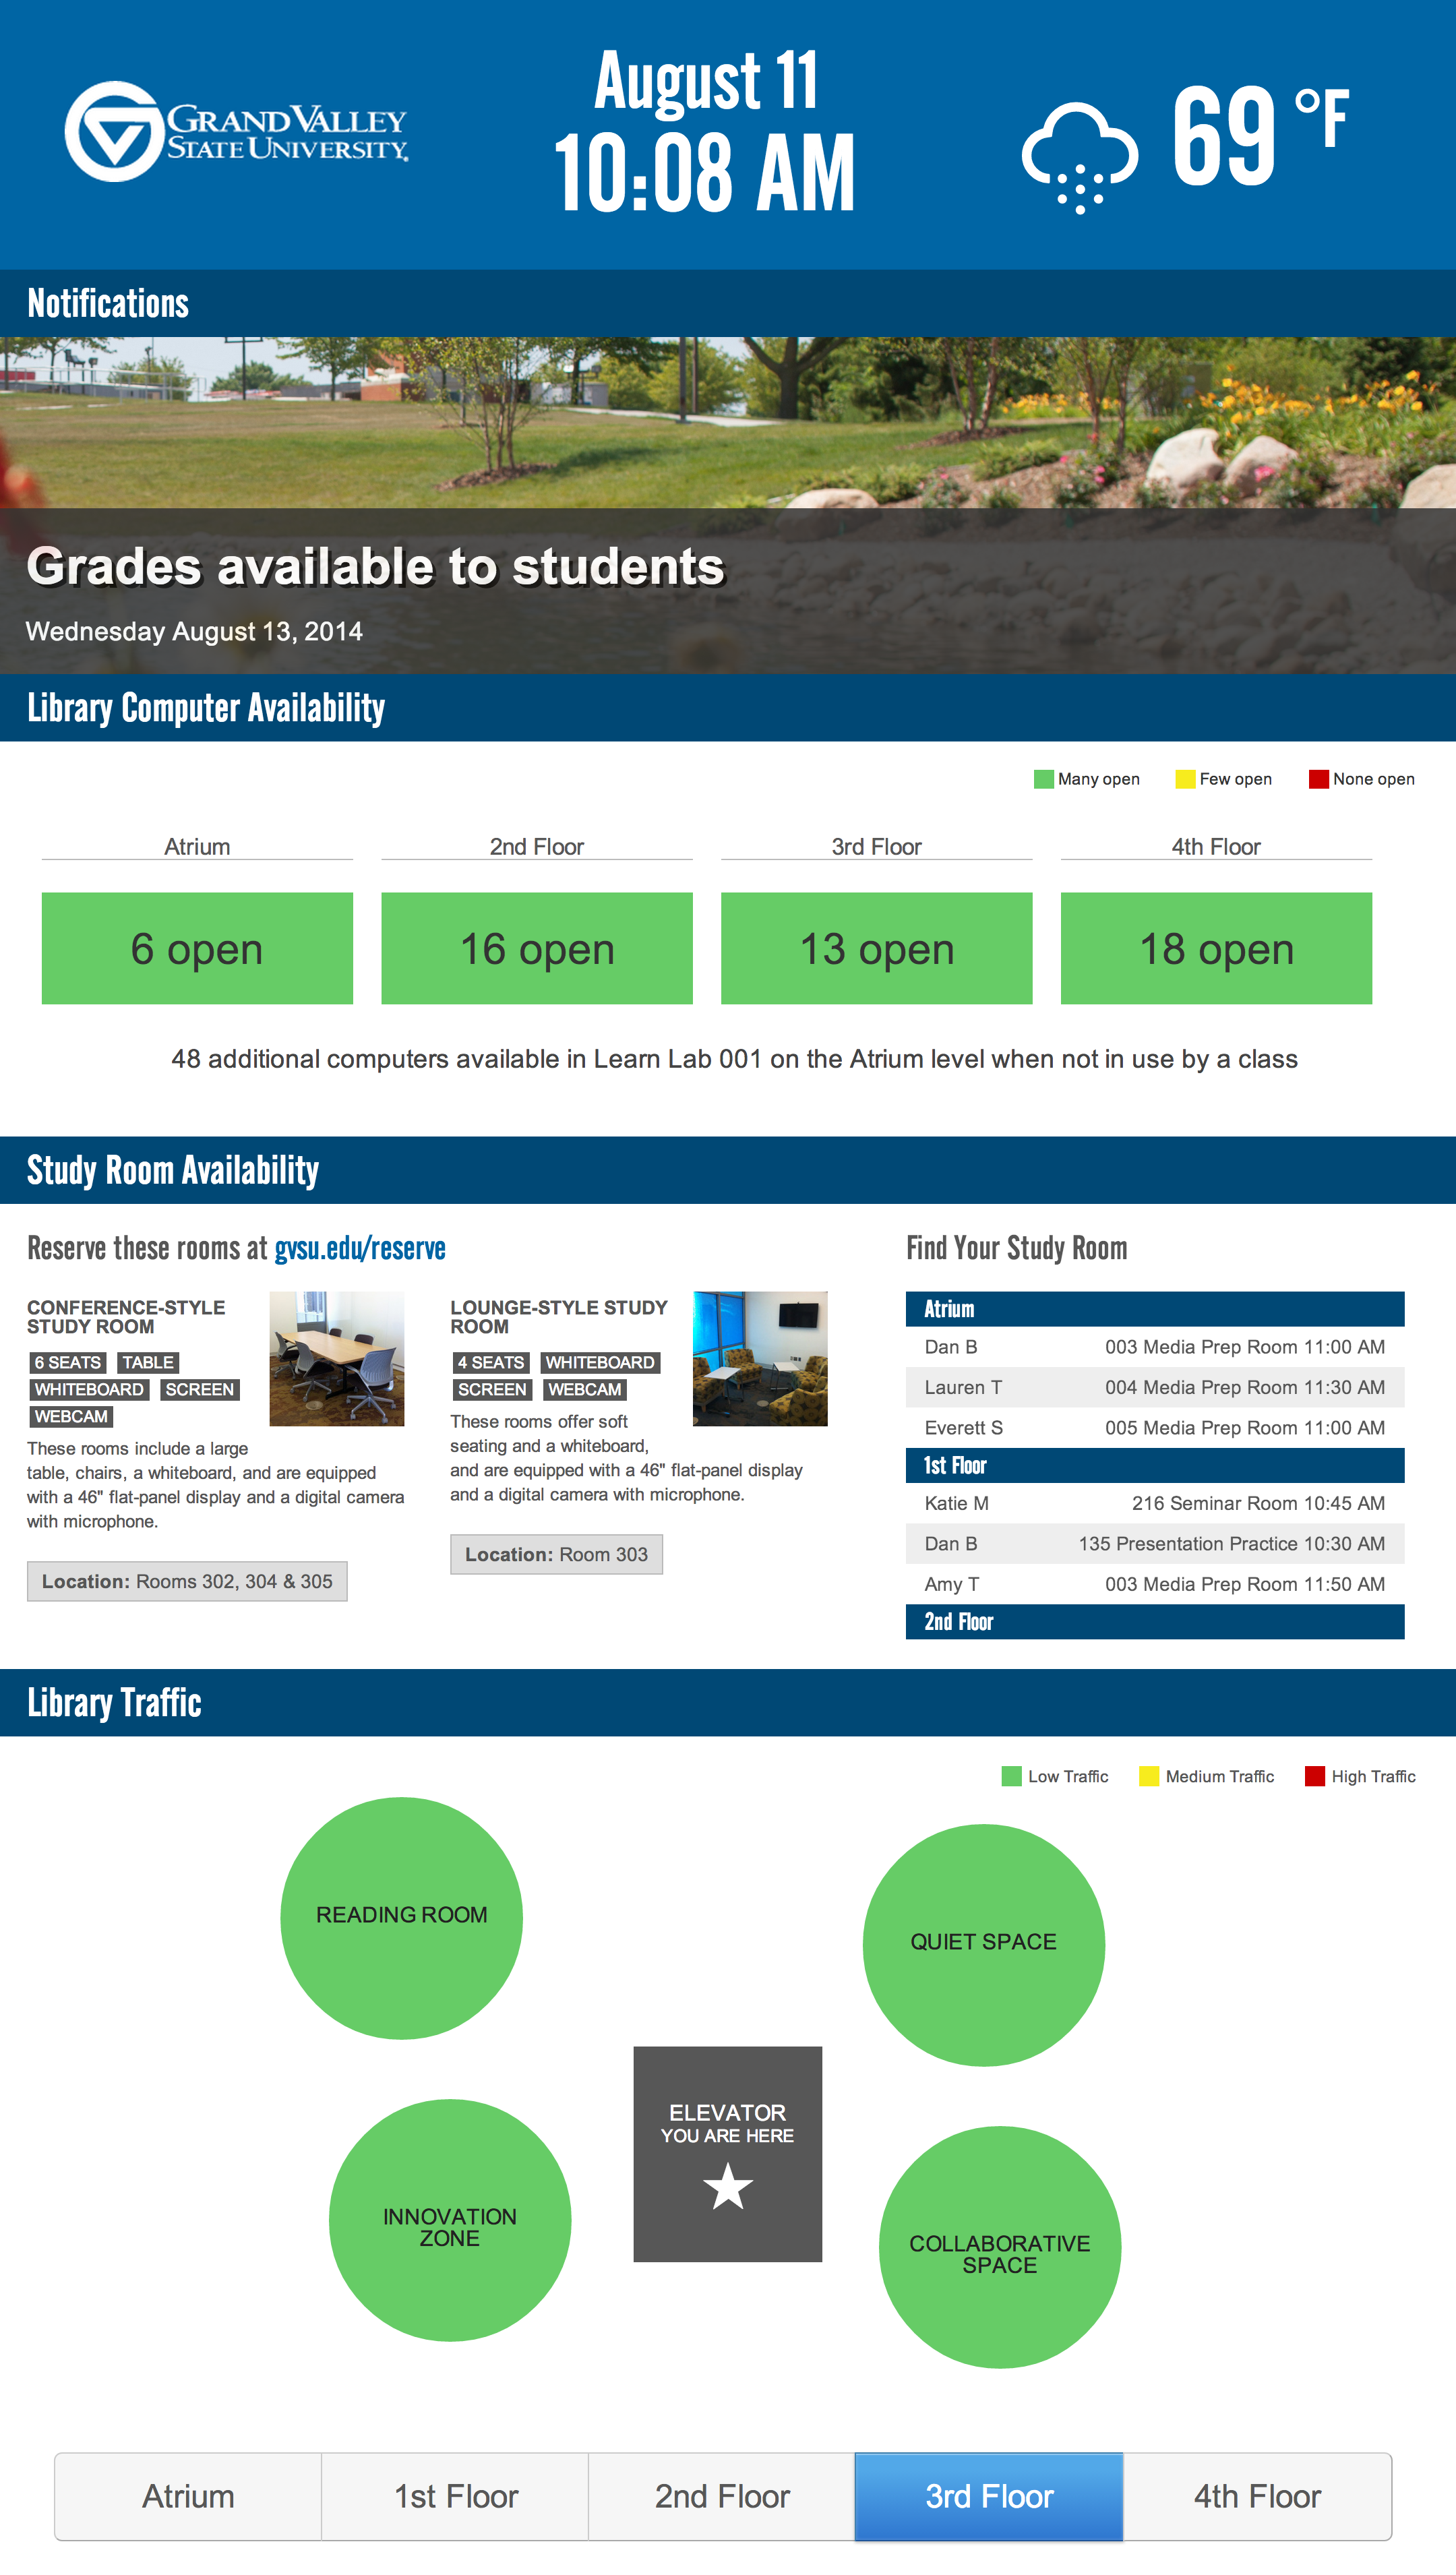 GRAND VALLEY
STATE UNIVERSITY.
August 11
10:08 AM
69 °F
Notifications
Grades available to students
Wednesday August 13, 2014
Library Computer Availability
Many open Few open None open
Atrium 2nd Floor 3rd Floor 4th Floor
6 open 16 open 13 open 18 open
48 additional computers available in Learn Lab 001 on the Atrium level when not in use by a class
Study Room Availability
Reserve these rooms at gvsu.edu/reserve
CONFERENCE-STYLE
STUDY ROOM
6 SEATS TABLE
WHITEBOARD SCREEN
WEBCAM
These rooms include a large
table, chairs, a whiteboard, and are equipped
with a 46" flat-panel display and a digital camera
with microphone.
Location: Rooms 302, 304 & 305
LOUNGE-STYLE STUDY
ROOM
4 SEATS WHITEBOARD
SCREEN WEBCAM
These rooms offer soft
seating and a whiteboard,
and are equipped with a 46" flat-panel display
and a digital camera with microphone.
Location: Room 303
Find Your Study Room
Atrium
Dan B 003 Media Prep Room 11:00 AM
Lauren T 004 Media Prep Room 11:30 AM
Everett S 005 Media Prep Room 11:00 AM
1st Floor
Katie M 216 Seminar Room 10:45 AM
Dan B 135 Presentation Practice 10:30 AM
Amy T 003 Media Prep Room 11:50 AM
2nd Floor
Library Traffic
Low Traffic Medium Traffic High Traffic
READING ROOM
QUIET SPACE
ELEVATOR
YOU ARE HERE
INNOVATION
ZONE
COLLABORATIVE
SPACE
Atrium 1st Floor 2nd Floor 3rd Floor 4th Floor